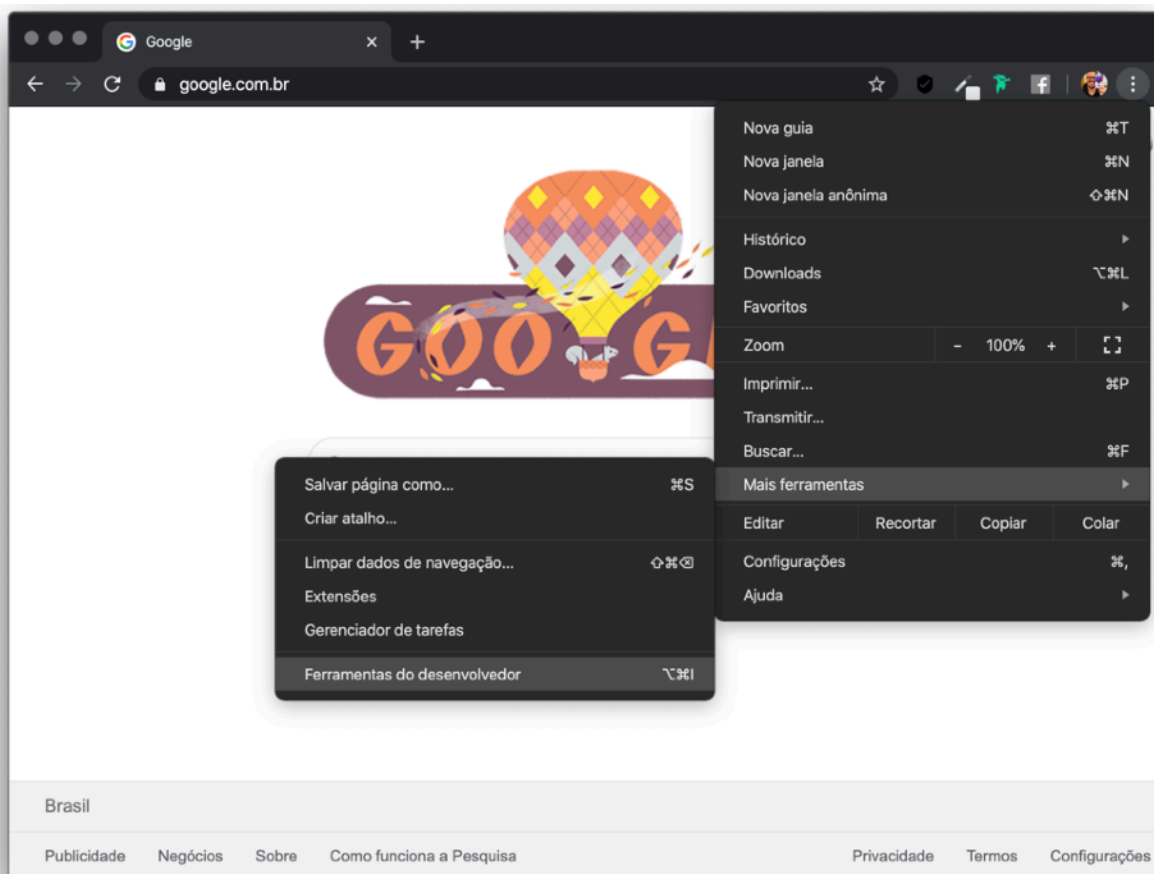 Google
google.com.br
Nova guia ⌘T
Nova janela ⌘N
Nova janela anônima ⇧⌘N
Histórico
Downloads ⌥⌘L
Favoritos
Zoom - 100% +
Imprimir... ⌘P
Transmitir...
Buscar... ⌘F
Mais ferramentas
Editar Recortar Copiar Colar
Configurações ⌘,
Ajuda
GOOG
Salvar página como... ⌘S
Criar atalho...
Limpar dados de navegação... ⇧⌘⌫
Extensões
Gerenciador de tarefas
Ferramentas do desenvolvedor ⌥⌘I
Brasil
Publicidade Negócios Sobre Como funciona a Pesquisa Privacidade Termos Configurações